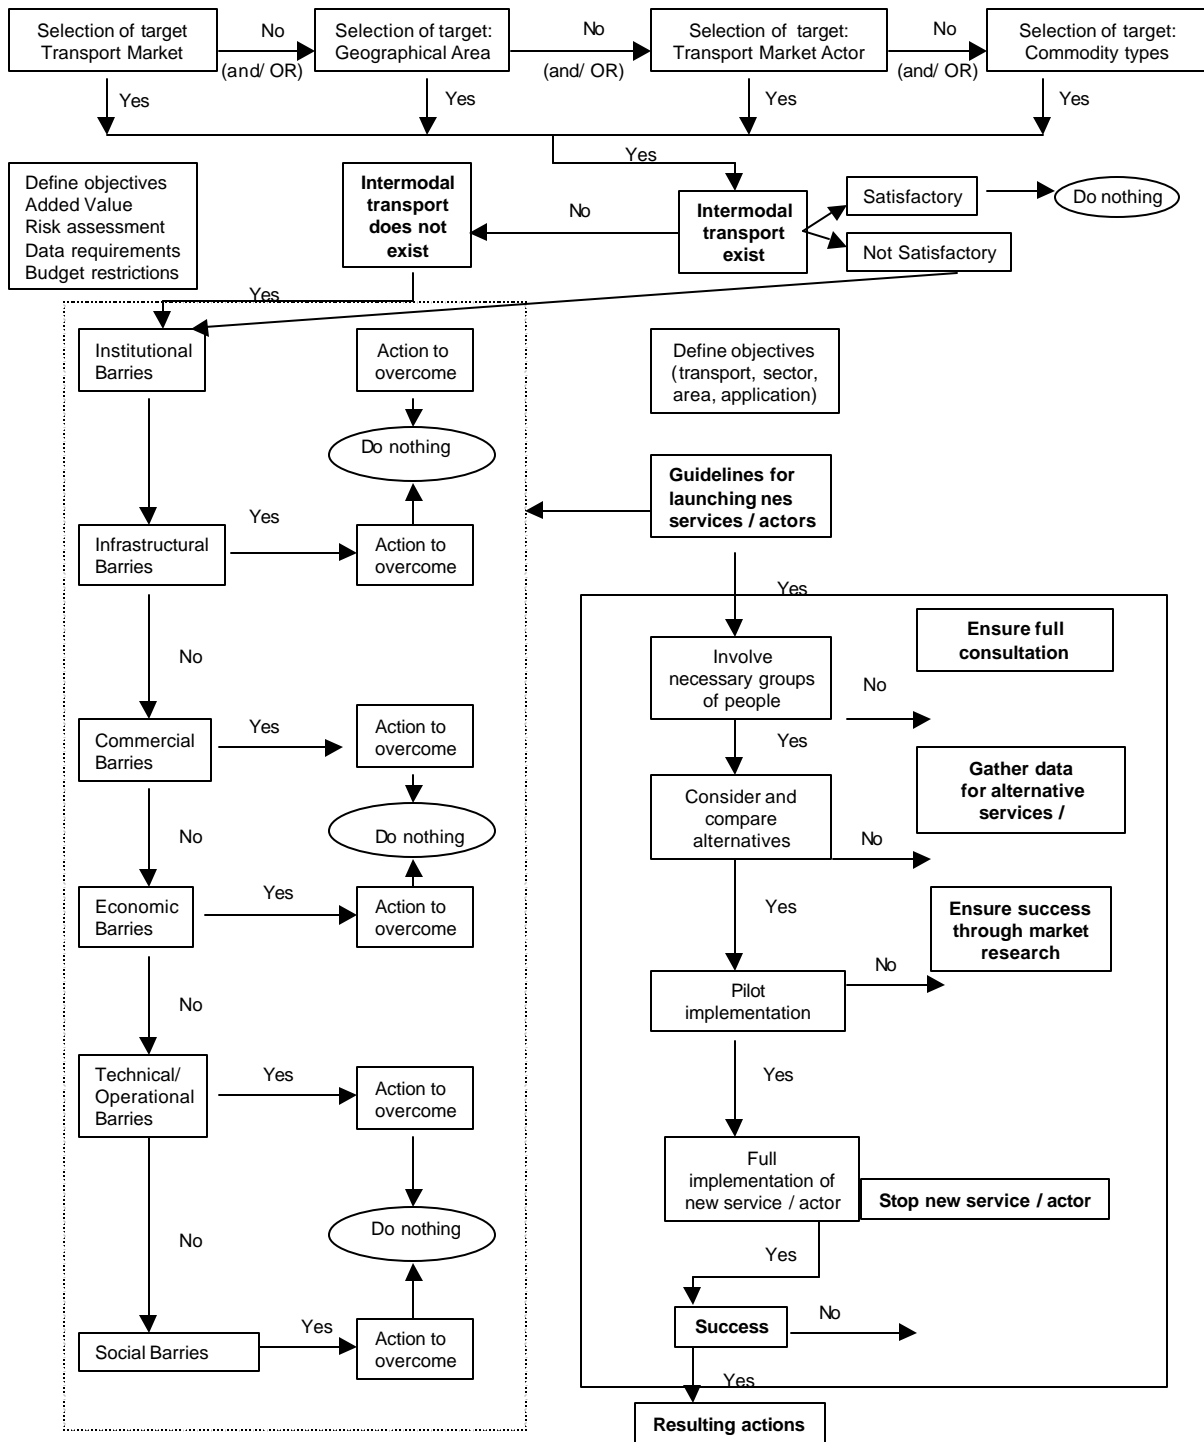 Selection of target
Transport Market
No
(and/ OR)
Selection of target:
Geographical Area
No
(and/ OR)
Selection of target:
Transport Market Actor
No
(and/ OR)
Selection of target:
Commodity types
Yes
Yes
Yes
Yes
Yes
Define objectives
Added Value
Risk assessment
Data requirements
Budget restrictions
Intermodal
transport
does not
exist
No
Intermodal
transport
exist
Satisfactory
Do nothing
Not Satisfactory
Yes
Institutional
Barries
Action to
overcome
Do nothing
Define objectives
(transport, sector,
area, application)
Guidelines for
launching nes
services / actors
Infrastructural
Barries
Yes
Action to
overcome
Yes
No
Involve
necessary groups
of people
No
Ensure full
consultation
Commercial
Barries
Yes
Action to
overcome
Yes
Do nothing
Consider and
compare
alternatives
No
Gather data
for alternative
services /
No
Economic
Barries
Yes
Action to
overcome
Yes
Ensure success
through market
research
No
Pilot
implementation
No
Technical/
Operational
Barries
Yes
Action to
overcome
Yes
Do nothing
Full
implementation of
new service / actor
Stop new service / actor
No
Yes
Social Barries
Yes
Action to
overcome
Success
No
Yes
Resulting actions